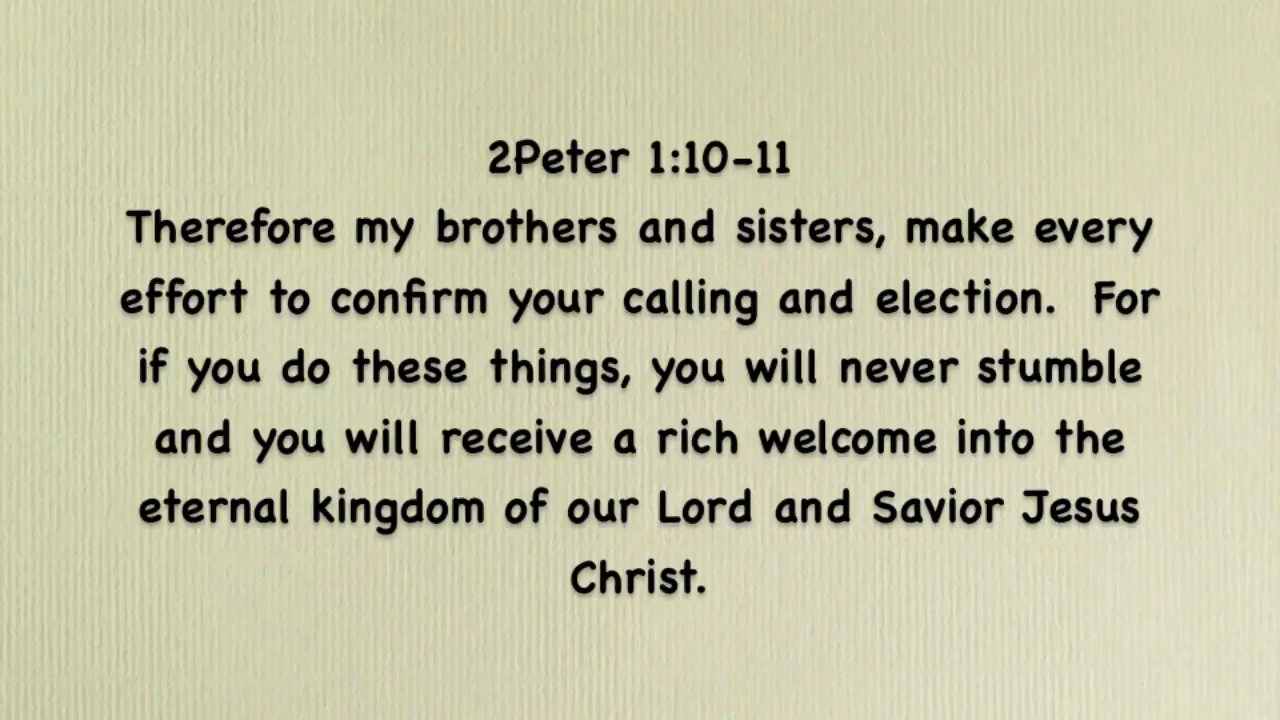 2Peter 1:10-11
Therefore my brothers and sisters, make every
effort to confirm your calling and election.  For
if you do these things, you will never stumble
and you will receive a rich welcome into the
eternal kingdom of our Lord and Savior Jesus
Christ.